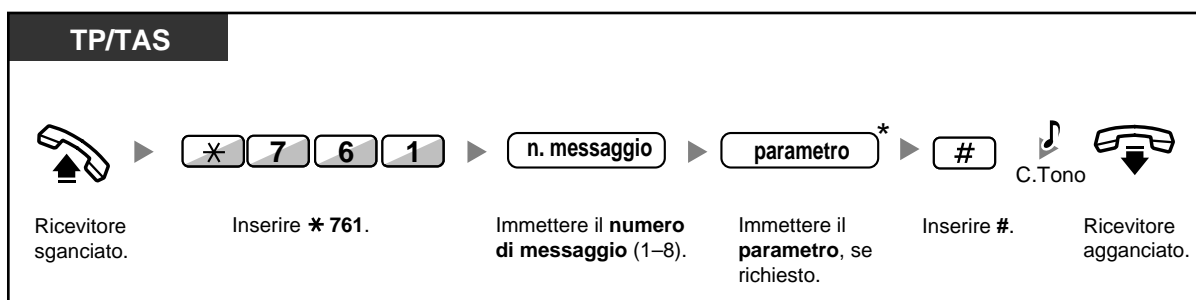 TP/TAS
✳ 7 6 1
n. messaggio
parametro
*
#
C.Tono
Ricevitore
sganciato.
Inserire ✳ 761.
Immettere il numero
di messaggio (1–8).
Immettere il
parametro, se
richiesto.
Inserire #.
Ricevitore
agganciato.